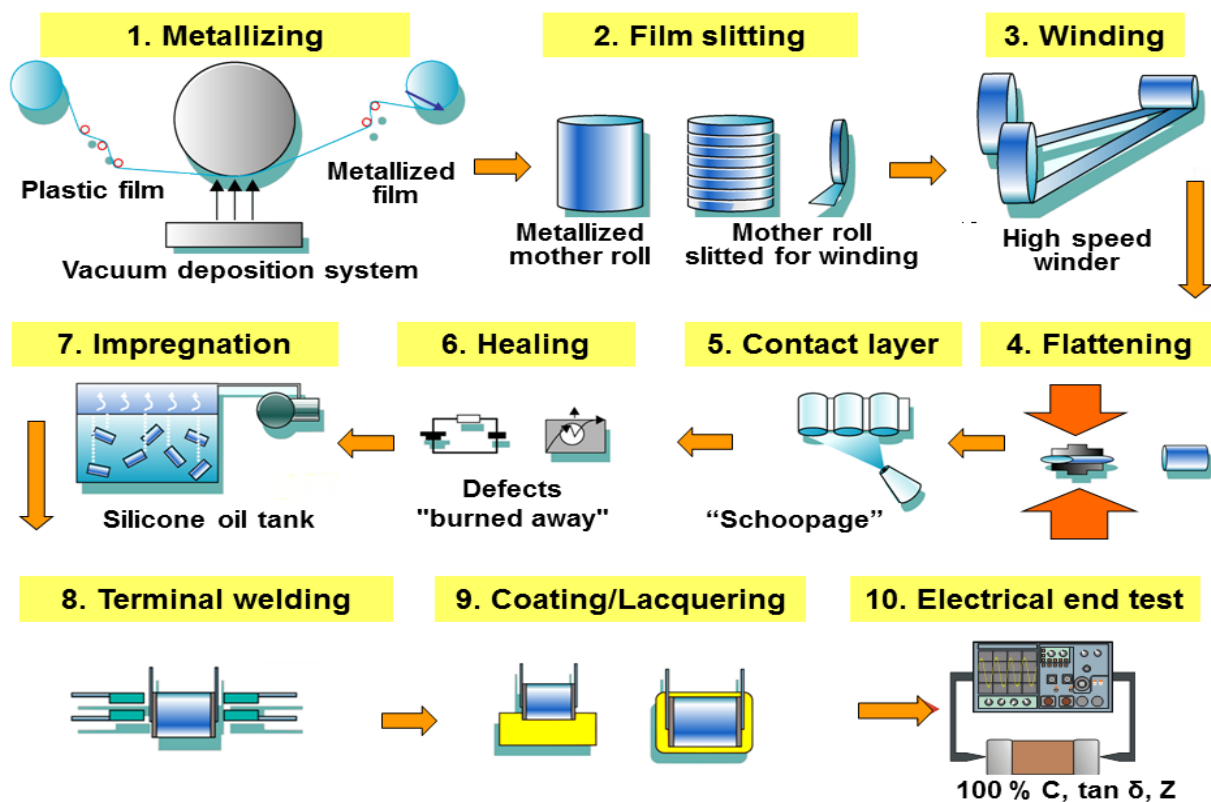 1. Metallizing
2. Film slitting
3. Winding
Plastic film
Metallized
film
Vacuum deposition system
Metallized
mother roll
Mother roll
slitted for winding
High speed
winder
7. Impregnation
6. Healing
5. Contact layer
4. Flattening
Silicone oil tank
Defects
"burned away"
“Schoopage”
8. Terminal welding
9. Coating/Lacquering
10. Electrical end test
100 % C, tan δ, Z